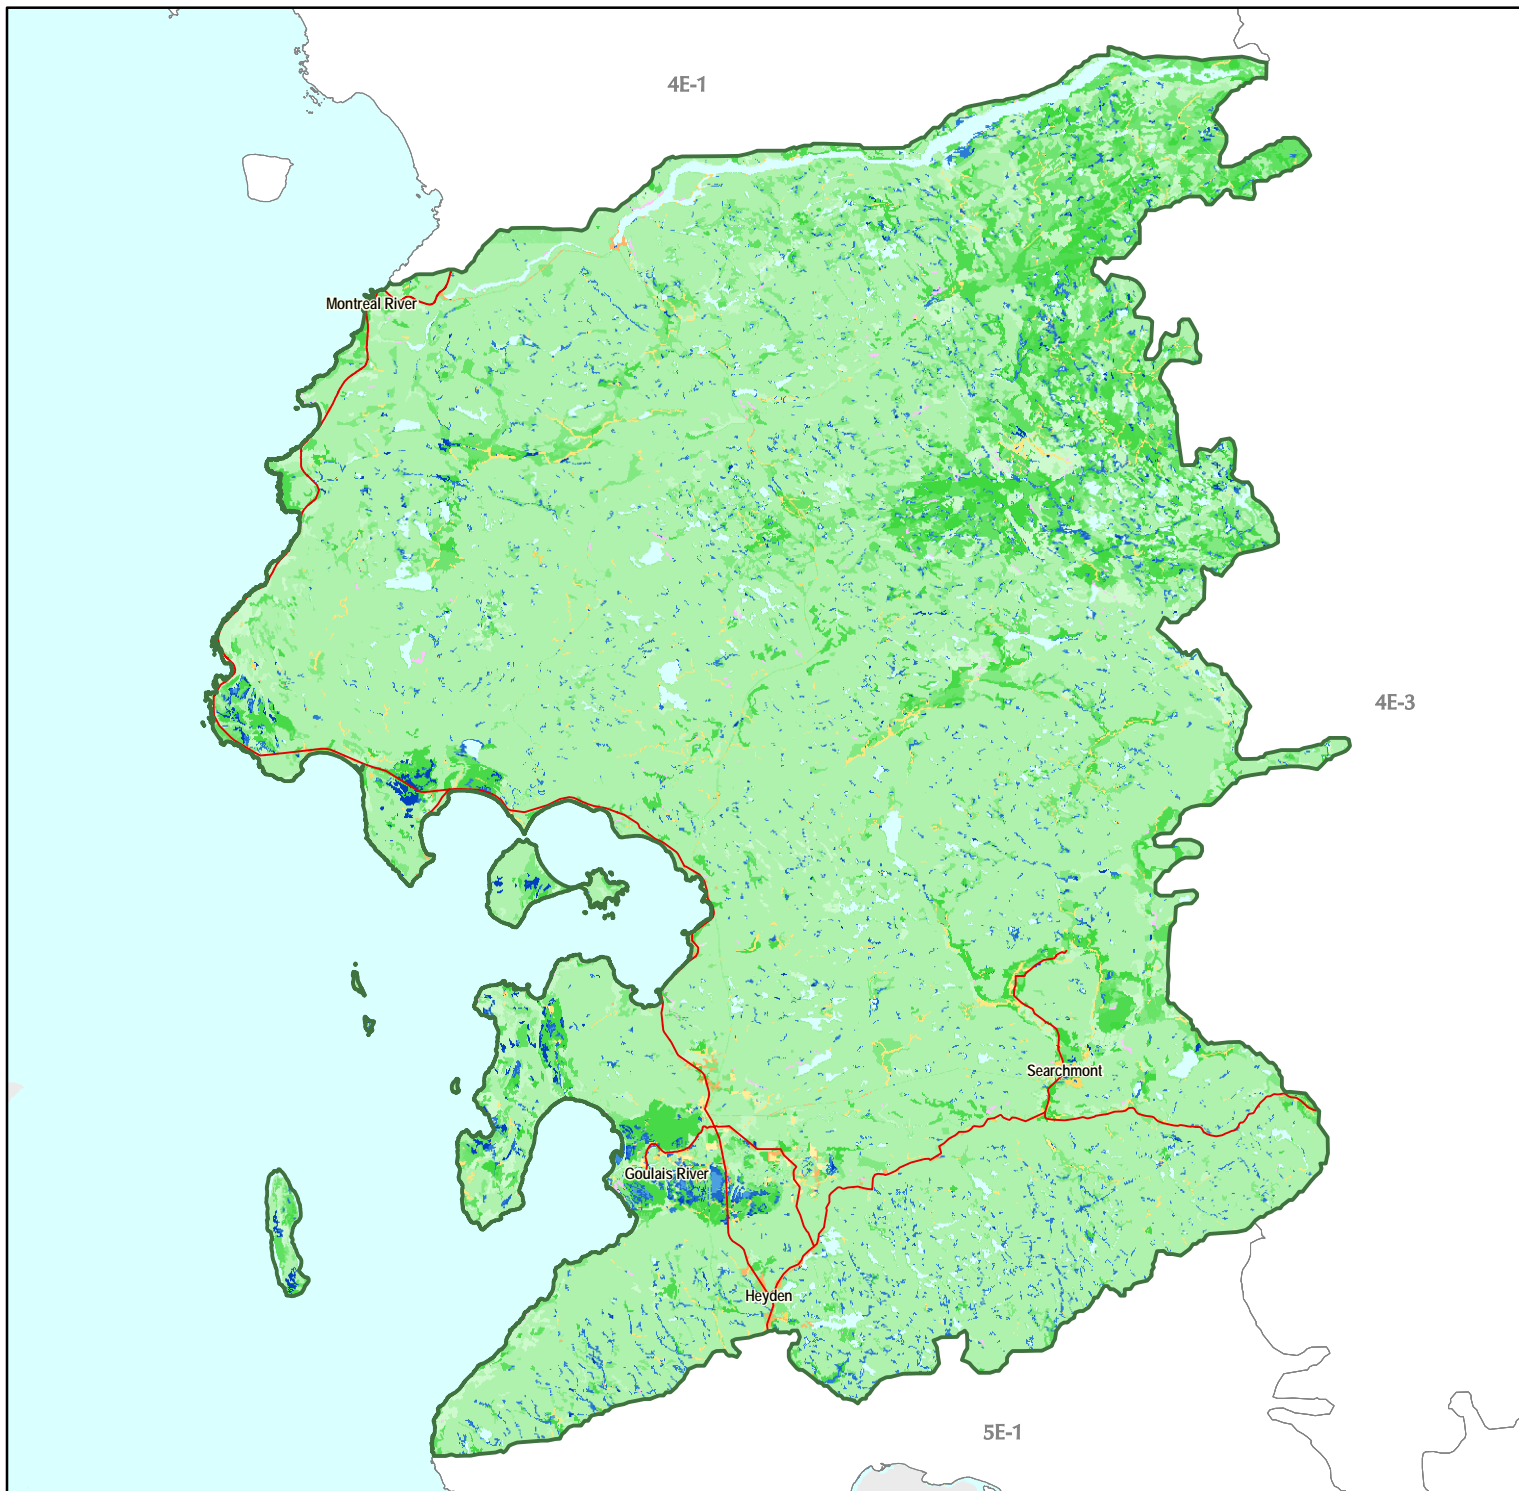 4E-1
Montreal River
4E-3
Searchmont
Goulais River
Heyden
5E-1